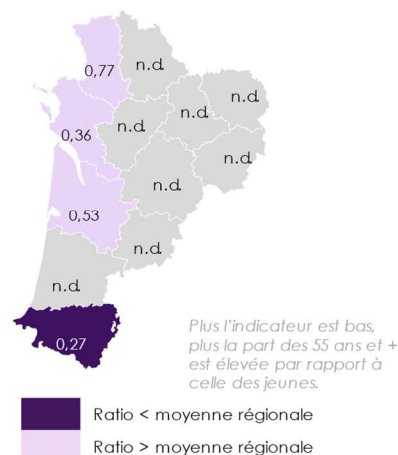 0,77
n.d.
n.d.
n.d.
n.d.
0,36
n.d.
n.d.
0,53
n.d.
n.d.
0,27
Plus l'indicateur est bas,
plus la part des 55 ans et +
est élevée par rapport à
celle des jeunes.
Ratio < moyenne régionale
Ratio > moyenne régionale